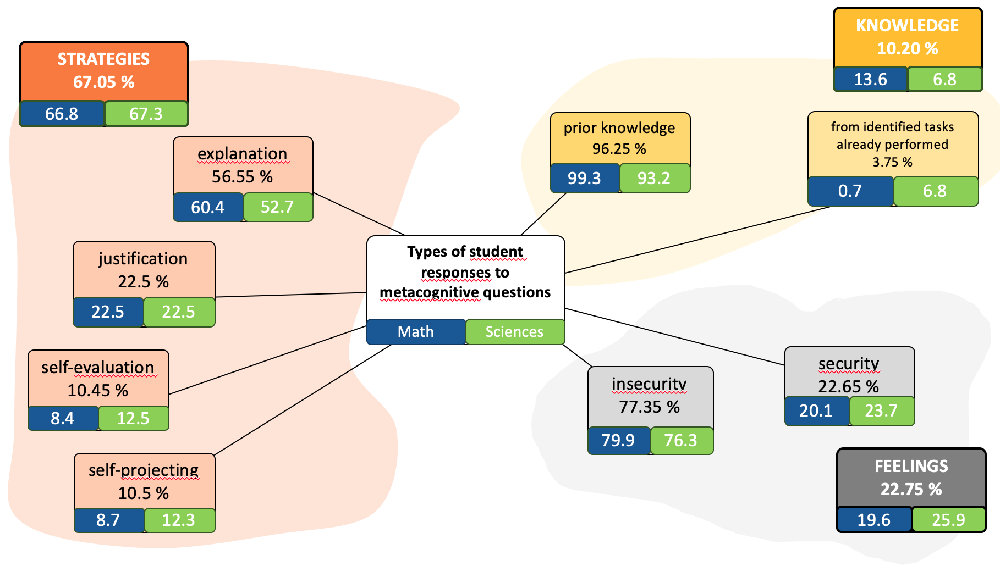 STRATEGIES
67.05 %
66.8 67.3
explanation
56.55 %
60.4 52.7
justification
22.5 %
22.5 22.5
self-evaluation
10.45 %
8.4 12.5
self-projecting
10.5 %
8.7 12.3
Types of student
responses to
metacognitive questions
Math Sciences
KNOWLEDGE
10.20 %
13.6 6.8
prior knowledge
96.25 %
99.3 93.2
from identified tasks
already performed
3.75 %
0.7 6.8
insecurity
77.35 %
79.9 76.3
security
22.65 %
20.1 23.7
FEELINGS
22.75 %
19.6 25.9